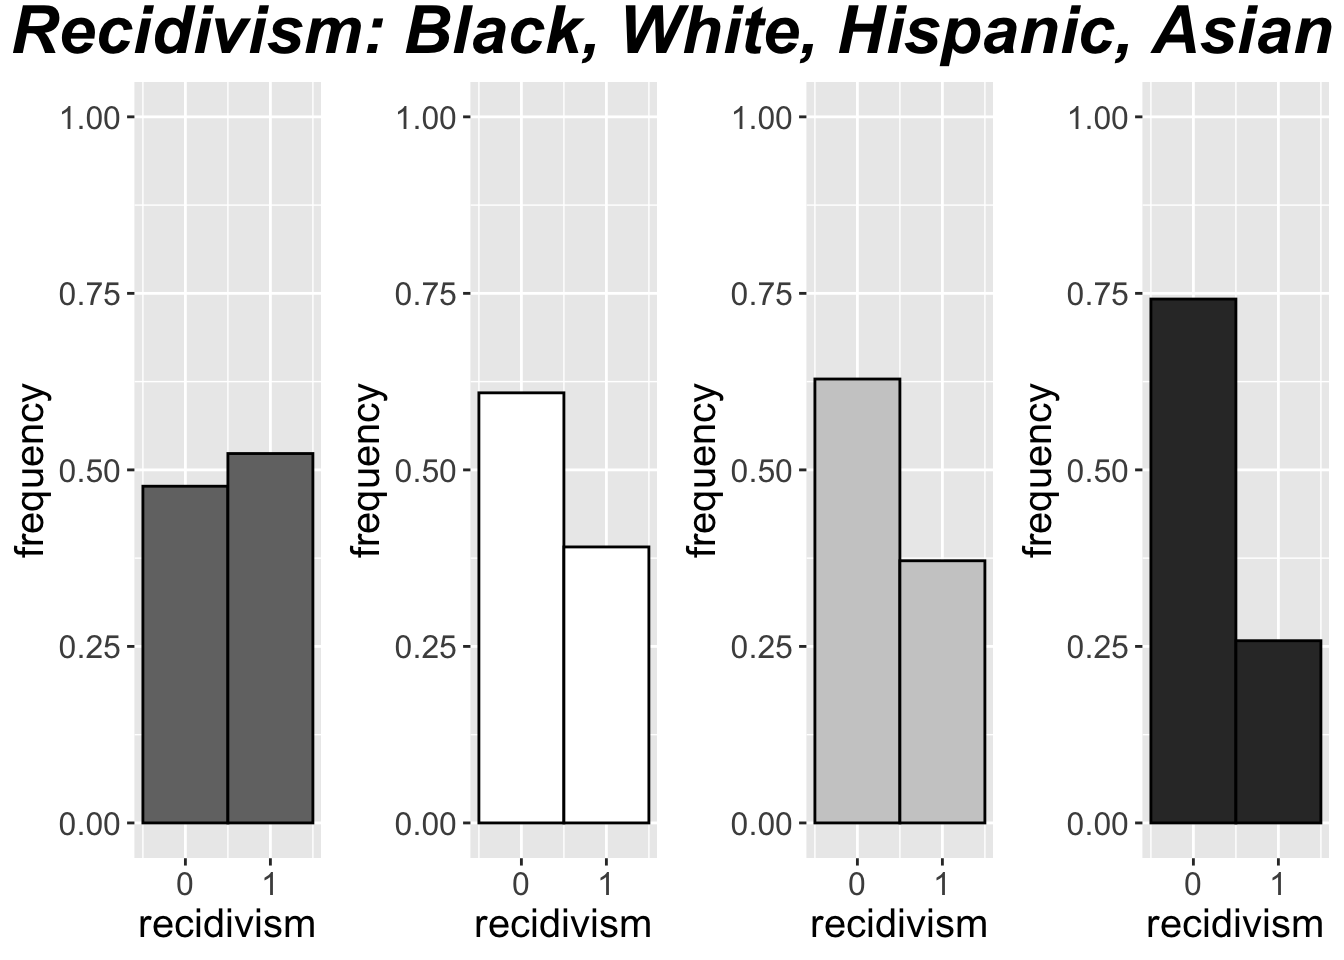 Recidivism: Black, White, Hispanic, Asian
1.00 1.00 1.00 1.00
0.75 0.75 0.75 0.75
frequency frequency frequency frequency
0.50 0.50 0.50 0.50
0.25 0.25 0.25 0.25
0.00 0.00 0.00 0.00
0 1 0 1 0 1 0 1
recidivism recidivism recidivism recidivism